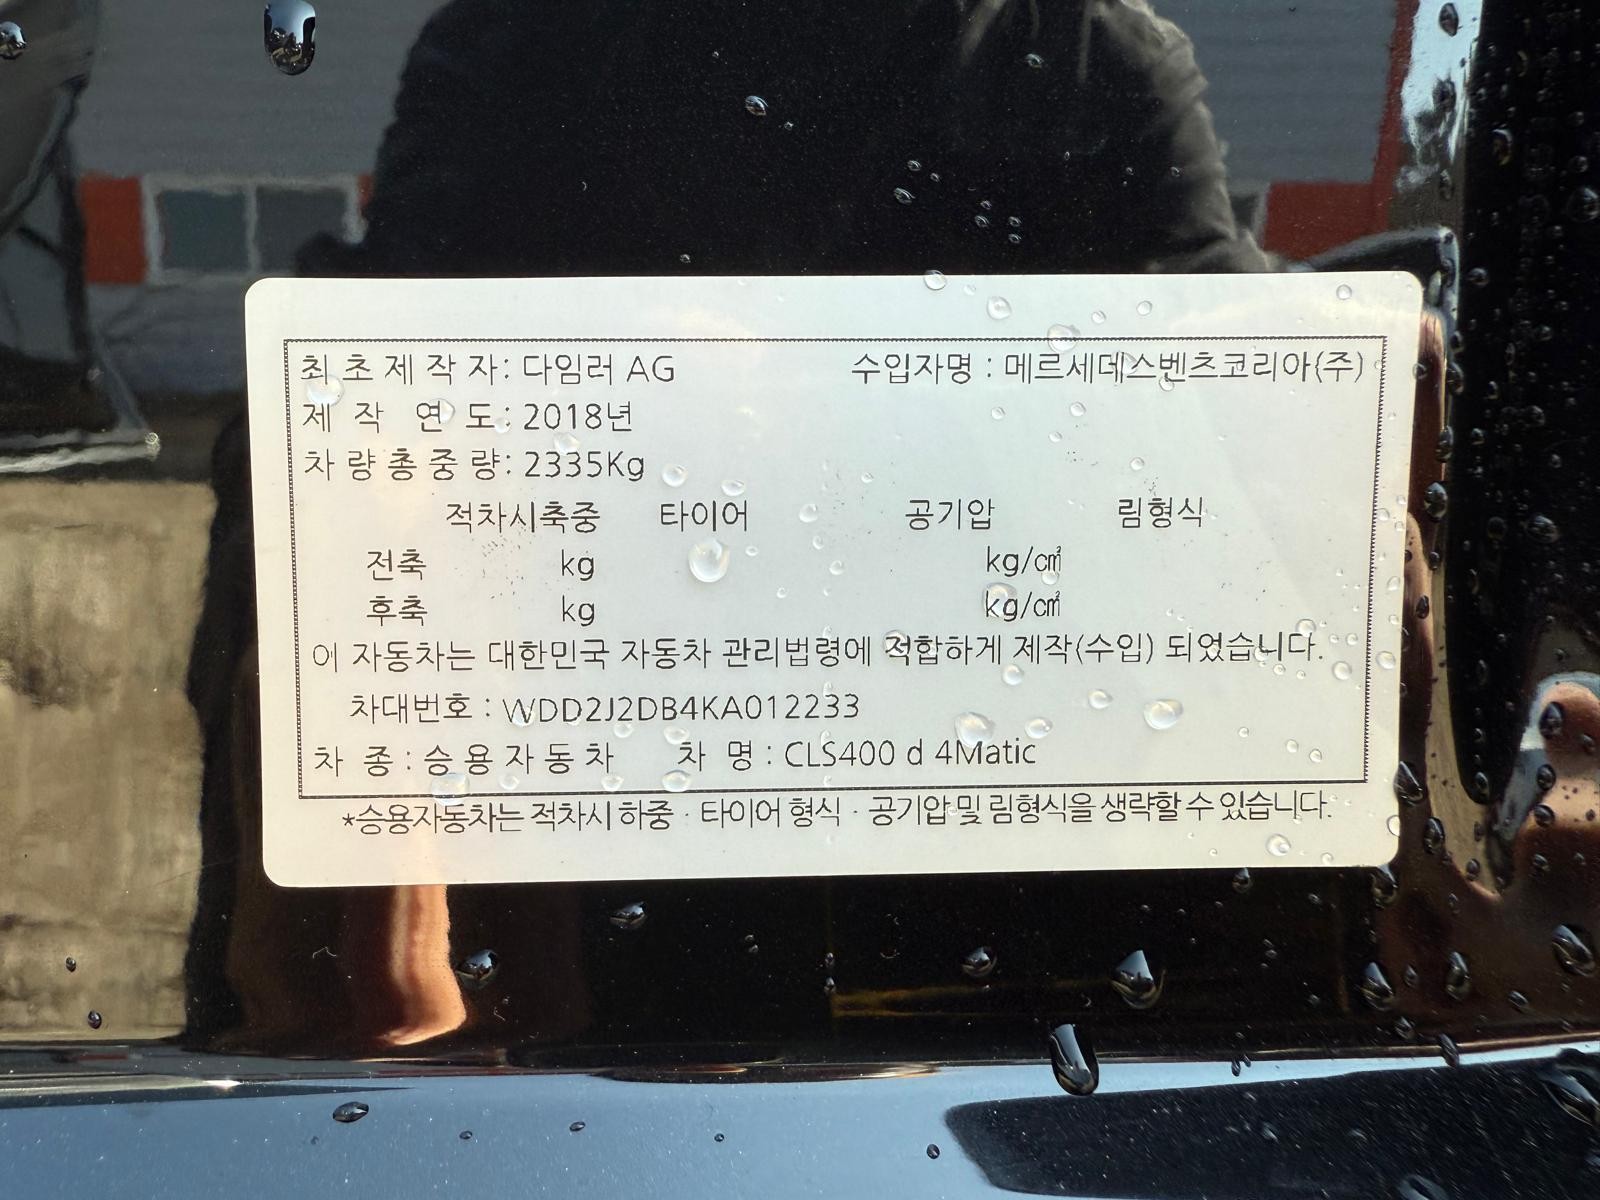 최 초 제 작 자: 다임러 AG 수입자명 : 메르세데스벤츠코리아(주)
제 작 연 도: 2018년
차 량 총 중 량: 2335Kg
적차시축중 타이어 공기압 림형식
전축 kg kg/㎠
후축 kg kg/㎠
이 자동차는 대한민국 자동차 관리법령에 적합하게 제작(수입) 되었습니다.
차대번호 : WDD2J2DB4KA012233
차 종 : 승 용 자 동 차 차 명 : CLS400 d 4Matic
*승용자동차는 적차시 하중 · 타이어 형식 · 공기압 및 림형식을 생략할 수 있습니다.